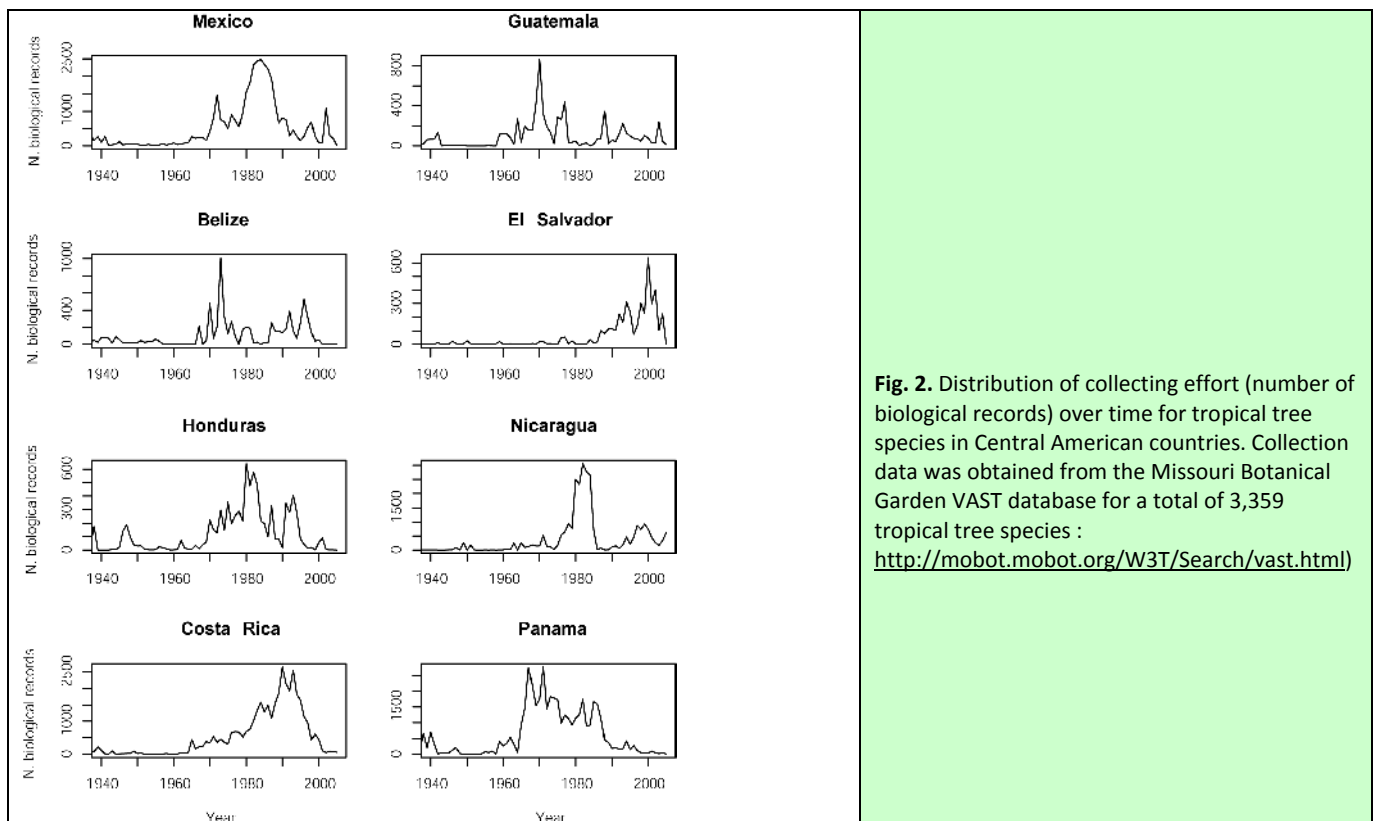 Mexico
N. biological records
2500
1000
0
1940 1960 1980 2000
Guatemala
800
400
0
1940 1960 1980 2000
Belize
N. biological records
1000
400
0
1940 1960 1980 2000
El Salvador
600
300
0
1940 1960 1980 2000
Honduras
N. biological records
600
300
0
1940 1960 1980 2000
Nicaragua
1500
0
1940 1960 1980 2000
Costa Rica
N. biological records
2500
1000
0
1940 1960 1980 2000
Year
Panama
1500
0
1940 1960 1980 2000
Year
Fig. 2. Distribution of collecting effort (number of
biological records) over time for tropical tree
species in Central American countries. Collection
data was obtained from the Missouri Botanical
Garden VAST database for a total of 3,359
tropical tree species :
http://mobot.mobot.org/W3T/Search/vast.html)